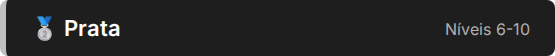 🥈 Prata
Níveis 6-10